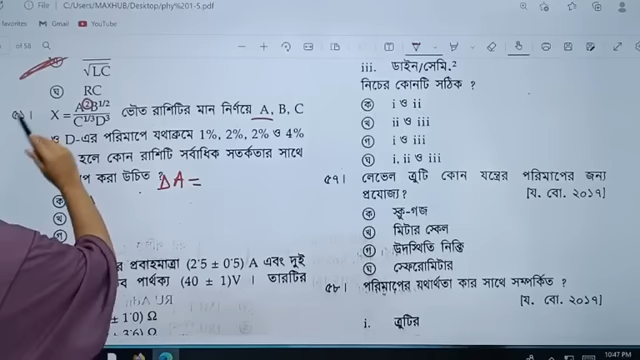 File
C:/Users/MAXHUB/Desktop/phy%201-5.pdf
favorites
Gmail
YouTube
of 58
√LC
ঘ RC
X = A²B^1/2 / C^1/3D³ ভৌত রাশিটির মান নির্ণয়ে A, B, C
ও D-এর পরিমাপে যথাক্রমে 1%, 2%, 2% ও 4%
হলে কোন রাশিটি সর্বাধিক সতর্কতার সাথে
করা উচিত ?
ΔA =
ক
খ
গ
র প্রবাহমাত্রা (2·5 ± 0·5) A এবং দুই
পার্থক্য (40 ± 1)V । তারটির
± 1·0) Ω
iii. ডাইন/সেমি.²
নিচের কোনটি সঠিক ?
ক i ও ii
খ ii ও iii
গ i ও iii
ঘ i, ii ও iii
৫৭। লেভেল ত্রুটি কোন যন্ত্রের পরিমাপের জন্য
প্রযোজ্য?
[য. বো. ২০১৭]
ক স্ক্রু-গজ
খ মিটার স্কেল
গ উদস্থিতি নিক্তি
ঘ স্ফেরোমিটার
৫৮। পরিমাপের যথার্থতা কার সাথে সম্পর্কিত ?
[য. বো. ২০১৭]
i. ত্রুটির
10:47 PM